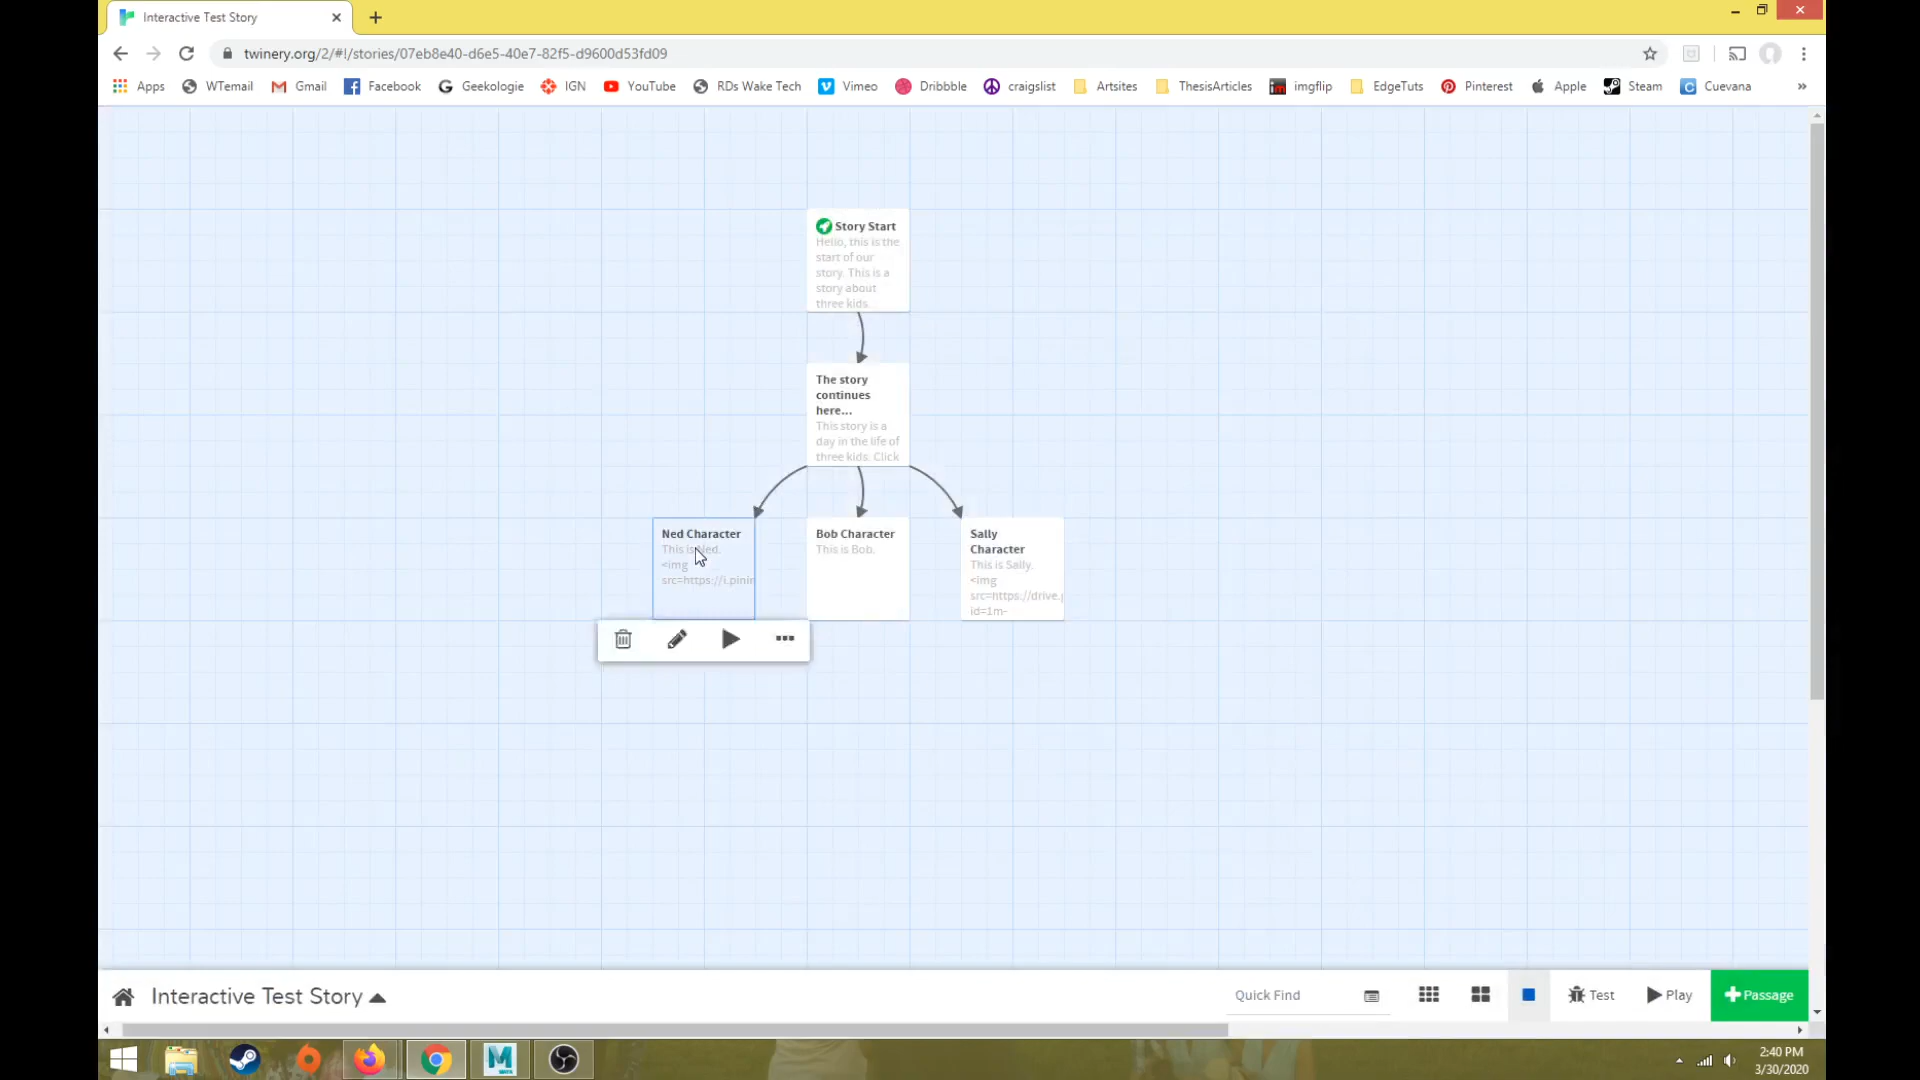 Interactive Test Story
twinery.org/2/#!/stories/07eb8e40-d6e5-40e7-82f5-d9600d53fd09
Apps WTemail Gmail Facebook Geekologie IGN YouTube RDs Wake Tech Vimeo Dribbble craigslist Artsites ThesisArticles imgflip EdgeTuts Pinterest Apple Steam Cuevana »
Story Start
Hello, this is the
start of our
story. This is a
story about
three kids.
The story
continues
here...
This story is a
day in the life of
three kids. Click
Ned Character
This is Ned.
<img
src=https://i.pinin
Bob Character
This is Bob.
Sally
Character
This is Sally.
<img
src=https://drive.g
id=1m-
Interactive Test Story
Quick Find
Test
Play
+Passage
2:40 PM
3/30/2020